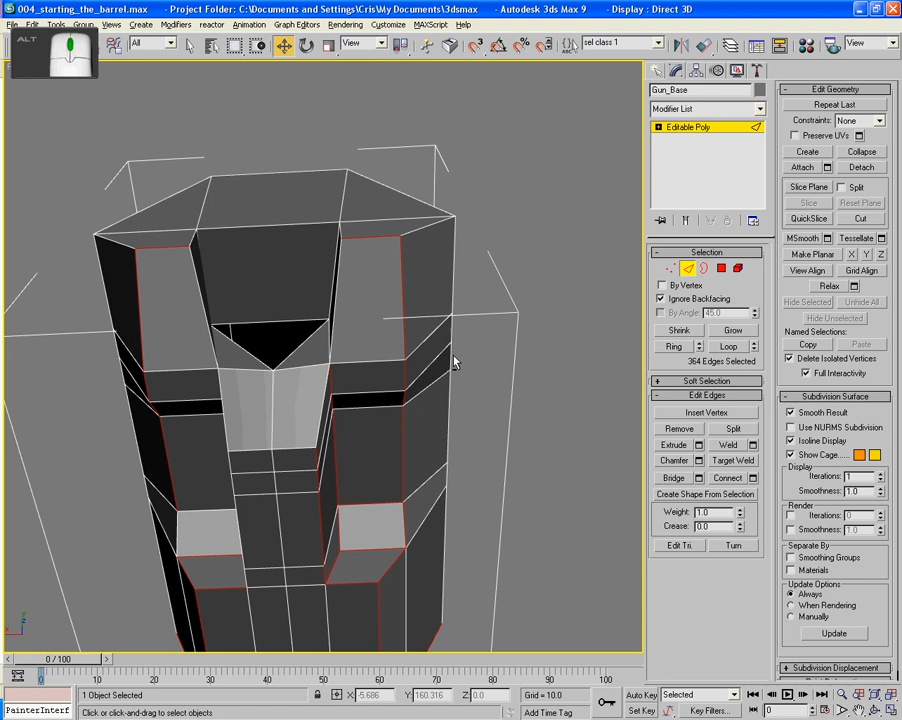 004_starting_the_barrel.max - Project Folder: C:\Documents and Settings\Cris\My Documents\3dsmax - Autodesk 3ds Max 9 - Display : Direct 3D
File Edit Tools Group Views Create Modifiers reactor Animation Graph Editors Rendering Customize MAXScript Help
ALT
All
View
sel class 1
View
Gun_Base
Modifier List
Editable Poly
Selection
By Vertex
Ignore Backfacing
By Angle: 45.0
Shrink Grow
Ring Loop
364 Edges Selected
Soft Selection
Edit Edges
Insert Vertex
Remove Split
Extrude Weld
Chamfer Target Weld
Bridge Connect
Create Shape From Selection
Weight: 1.0
Crease: 0.0
Edit Tri. Turn
Edit Geometry
Repeat Last
Constraints: None
Preserve UVs
Create Collapse
Attach Detach
Slice Plane Split
Slice Reset Plane
QuickSlice Cut
MSmooth Tessellate
Make Planar X Y Z
View Align Grid Align
Relax
Hide Selected Unhide All
Hide Unselected
Named Selections:
Copy Paste
Delete Isolated Vertices
Full Interactivity
Subdivision Surface
Smooth Result
Use NURMS Subdivision
Isoline Display
Show Cage......
Display
Iterations: 1
Smoothness: 1.0
Render
Iterations: 0
Smoothness: 1.0
Separate By
Smoothing Groups
Materials
Update Options
Always
When Rendering
Manually
Update
Subdivision Displacement
0 / 100
0 10 20 30 40 50 60 70 80 90 100
1 Object Selected X: -5.686 Y: 160.316 Z: 0.0 Grid = 10.0
Auto Key Selected
PainterInterf Click or click-and-drag to select objects Add Time Tag
Set Key Key Filters... 0